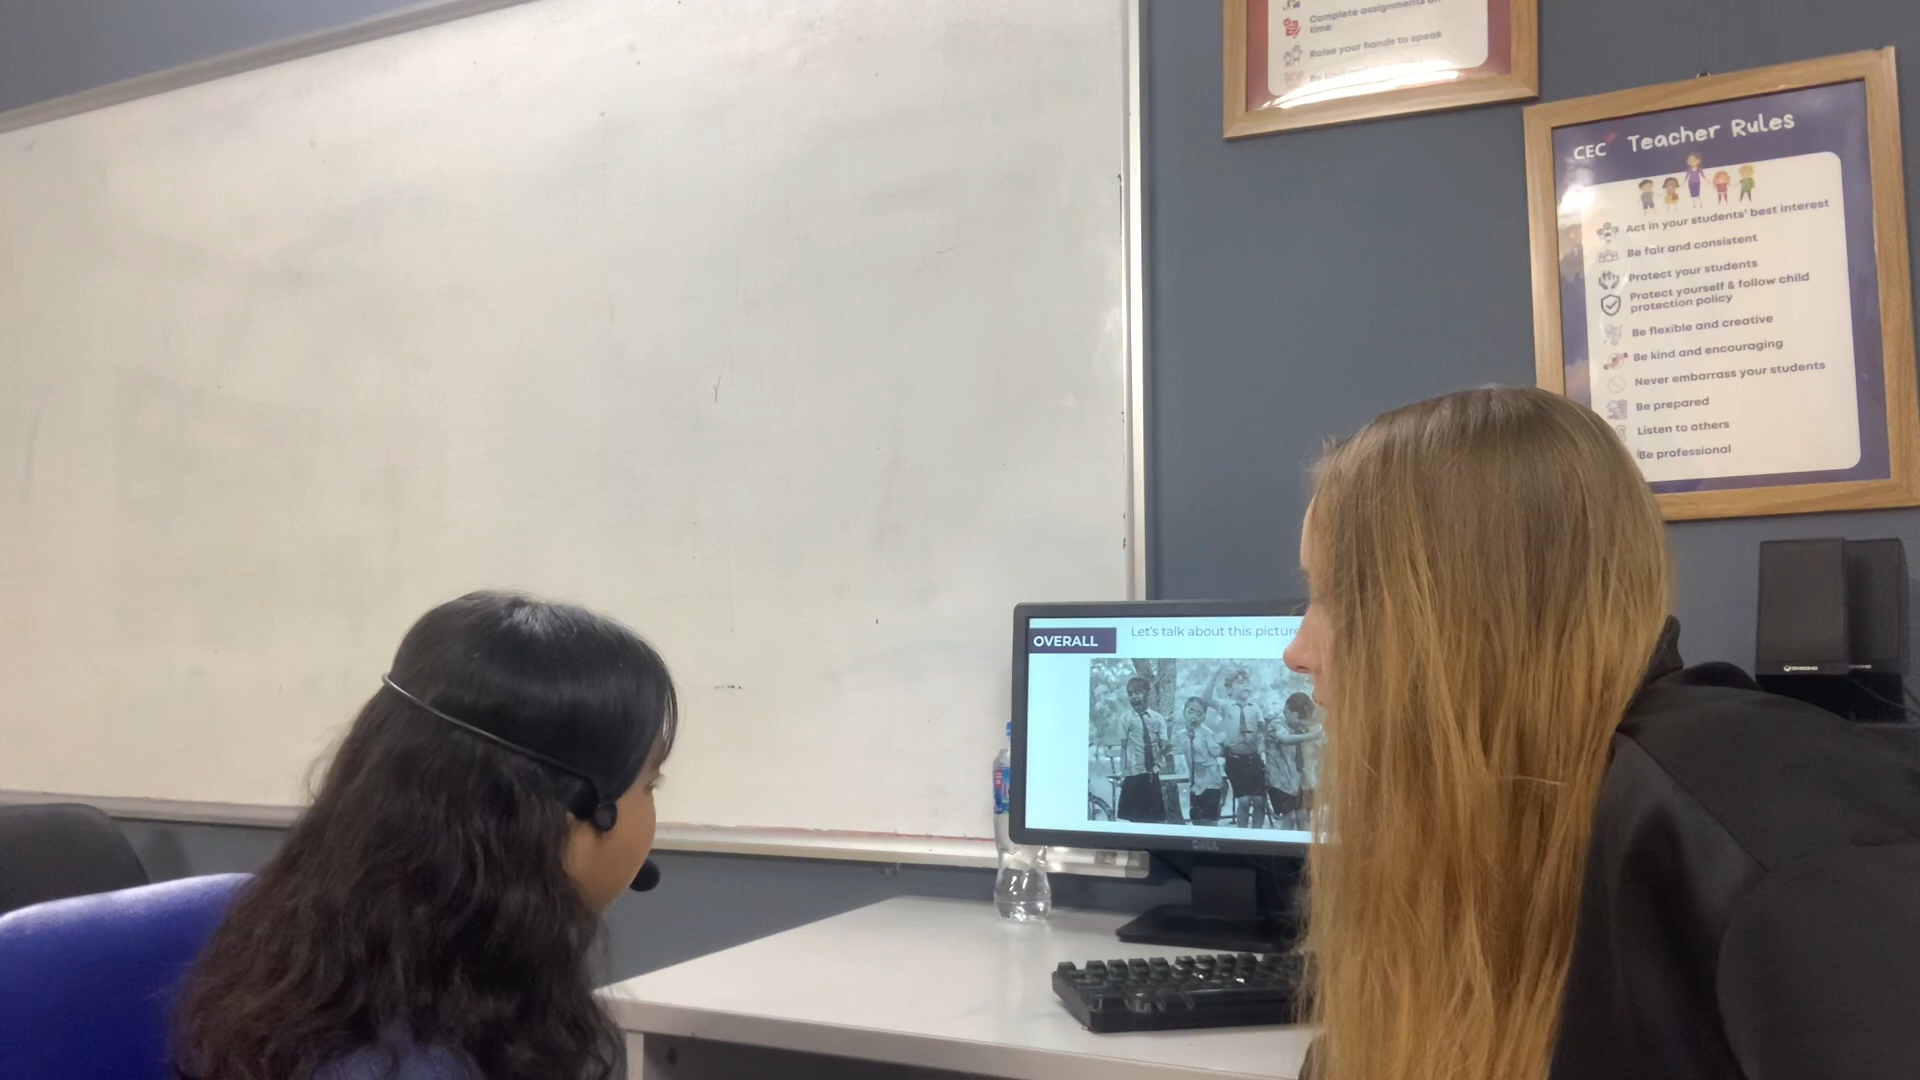 Complete assignments on
time
Raise your hands to speak
CEC Teacher Rules
Act in your students' best interest
Be fair and consistent
Protect your students
Protect yourself & follow child
protection policy
Be flexible and creative
Be kind and encouraging
Never embarrass your students
Be prepared
Listen to others
Be professional
OVERALL
Let's talk about this picture
DELL